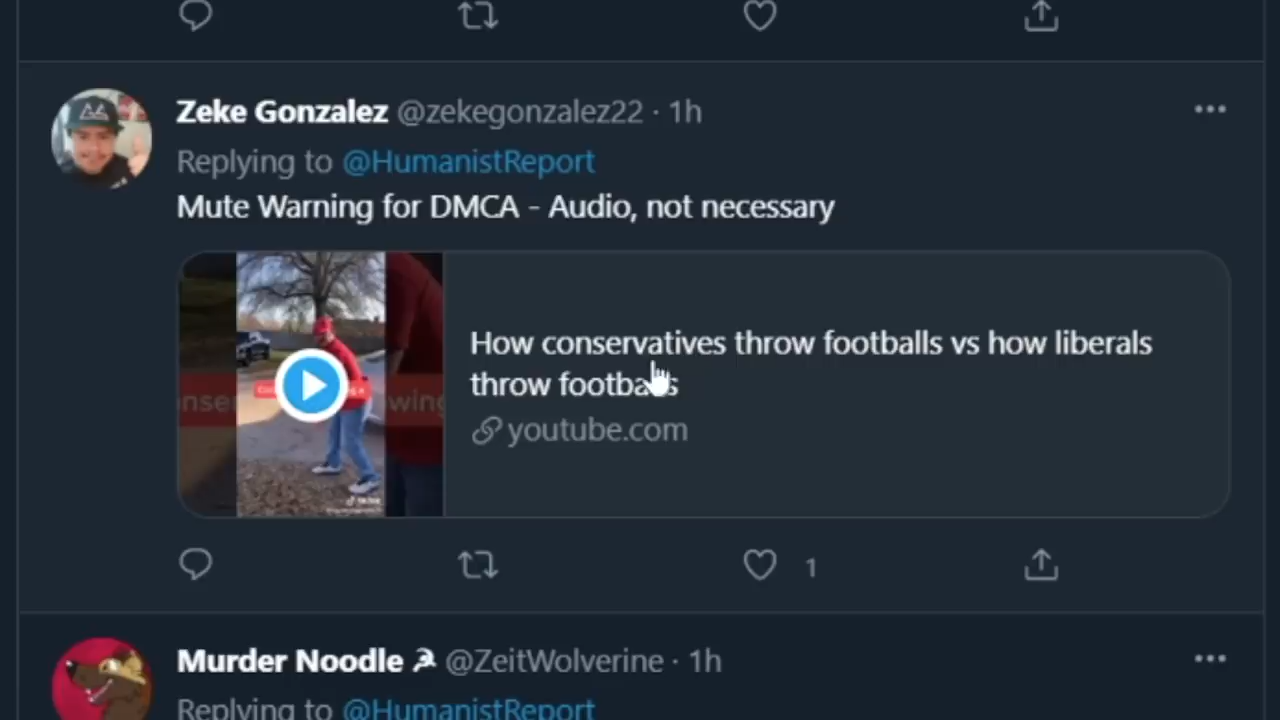 Zeke Gonzalez @zekegonzalez22 · 1h
Replying to @HumanistReport
Mute Warning for DMCA - Audio, not necessary
How conservatives throw footballs vs how liberals
throw footballs
youtube.com
1
Murder Noodle ☭ @ZeitWolverine · 1h
Replying to @HumanistReport